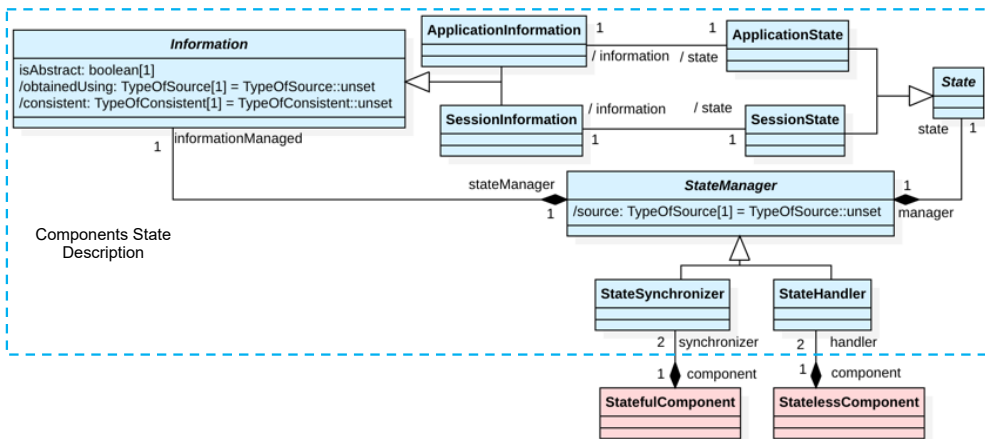 ApplicationInformation
1
1
ApplicationState
/ information
/ state
Information
isAbstract: boolean[1]
/obtainedUsing: TypeOfSource[1] = TypeOfSource::unset
/consistent: TypeOfConsistent[1] = TypeOfConsistent::unset
State
SessionInformation
/ information
/ state
SessionState
1
1
state
1
1
informationManaged
stateManager
1
StateManager
/source: TypeOfSource[1] = TypeOfSource::unset
1
manager
Components State
Description
StateSynchronizer
StateHandler
2
synchronizer
2
handler
1
component
1
component
StatefulComponent
StatelessComponent